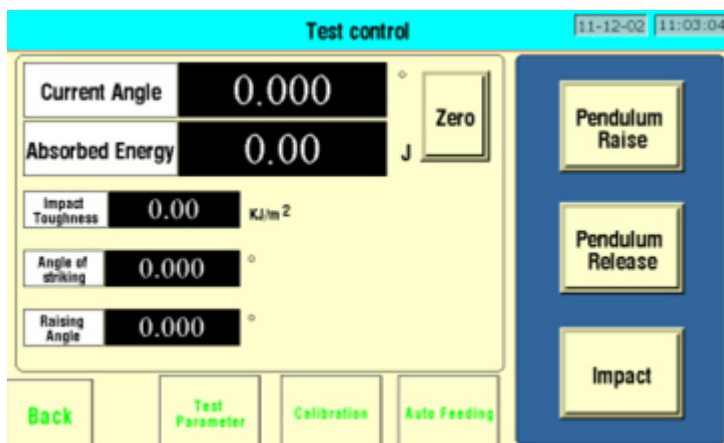 Test control
11-12-02 11:03:04
Current Angle 0.000 °
Zero
Absorbed Energy 0.00 J
Impact
Toughness 0.00 KJ/m2
Angle of
striking 0.000 °
Raising
Angle 0.000 °
Pendulum
Raise
Pendulum
Release
Impact
Back
Test
Parameter
Calibration
Auto Feeding